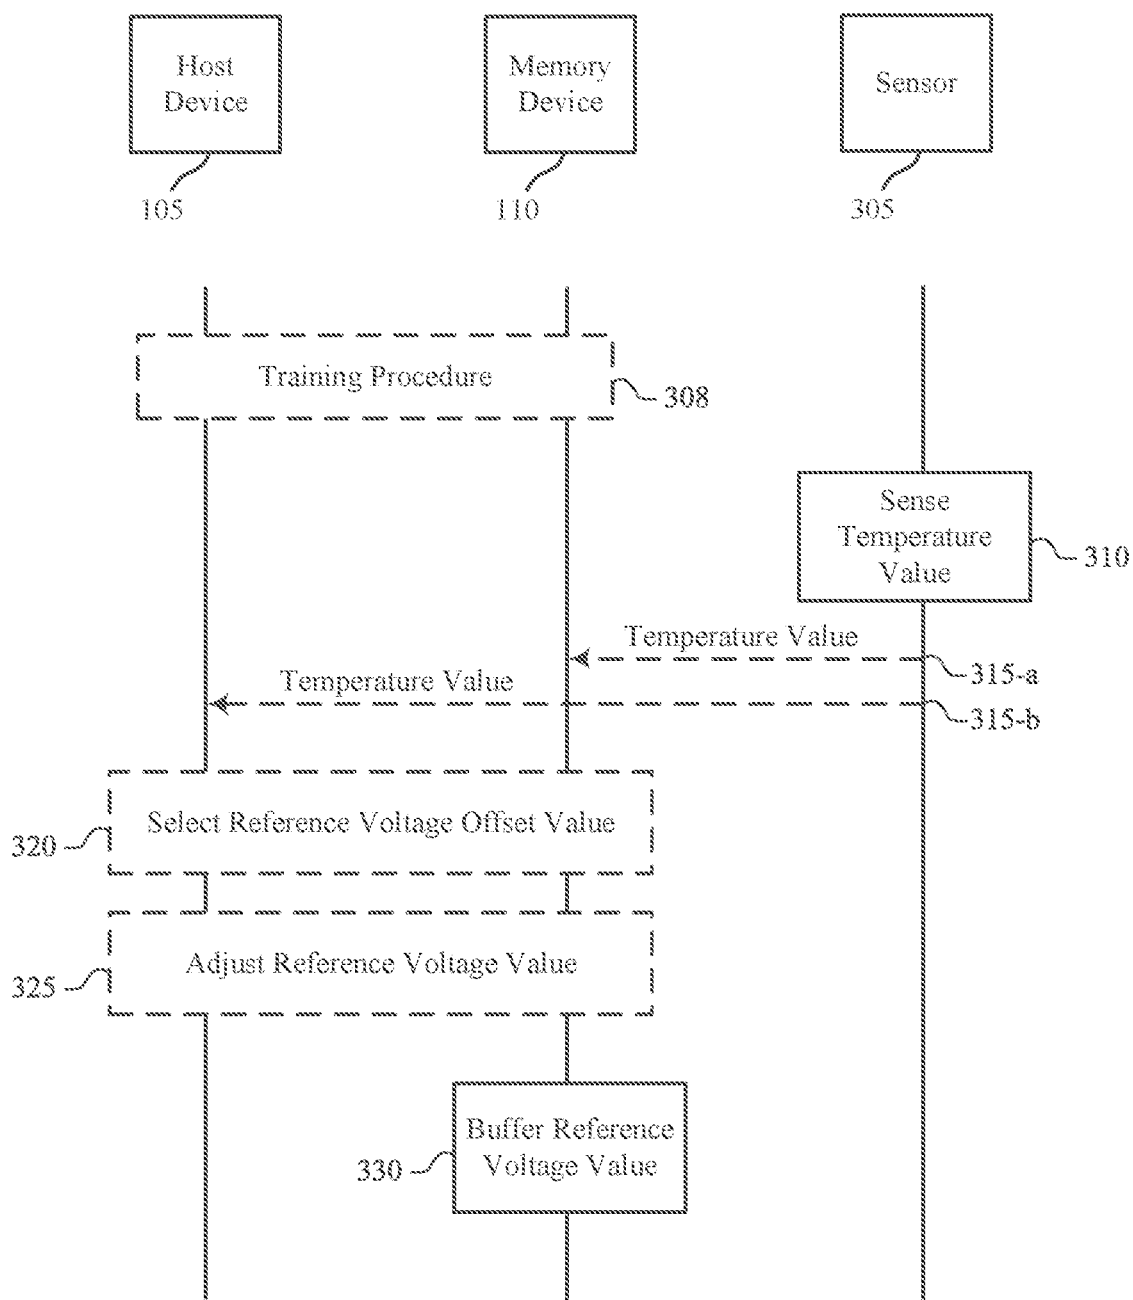 Host
Device
Memory
Device
Sensor
105
110
305
Training Procedure
308
Sense
Temperature
Value
310
Temperature Value
315-a
Temperature Value
315-b
Select Reference Voltage Offset Value
320
Adjust Reference Voltage Value
325
Buffer Reference
Voltage Value
330